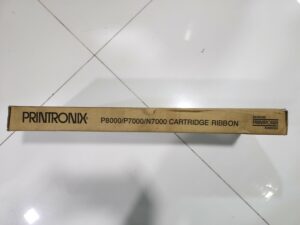 PRINTRONIX
P8000/P7000/N7000 CARTRIDGE RIBBON